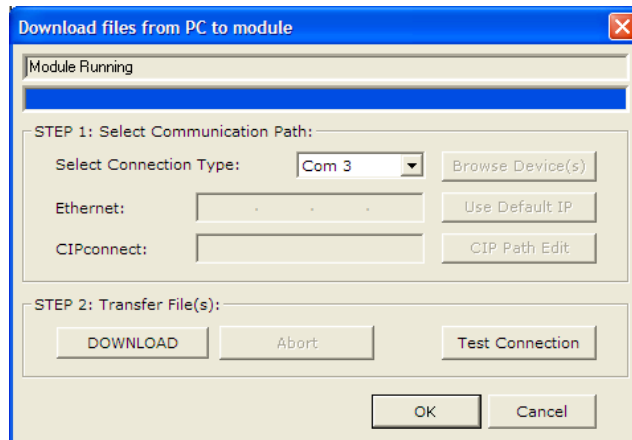 Download files from PC to module
Module Running
STEP 1: Select Communication Path:
Select Connection Type: Com 3 Browse Device(s)
Ethernet: . . . Use Default IP
CIPconnect: CIP Path Edit
STEP 2: Transfer File(s):
DOWNLOAD Abort Test Connection
OK Cancel